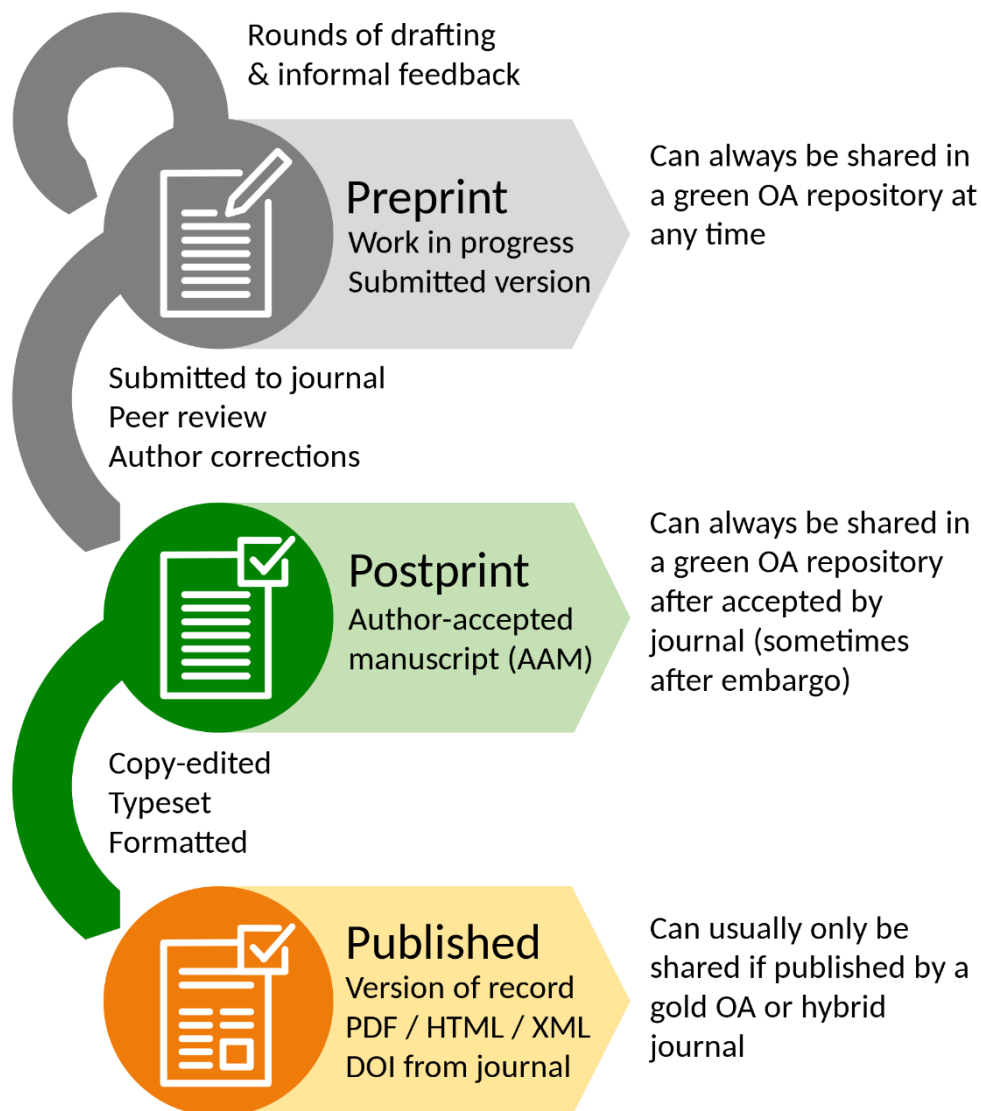 Rounds of drafting
& informal feedback
Preprint
Work in progress
Submitted version
Can always be shared in
a green OA repository at
any time
Submitted to journal
Peer review
Author corrections
Postprint
Author-accepted
manuscript (AAM)
Can always be shared in
a green OA repository
after accepted by
journal (sometimes
after embargo)
Copy-edited
Typeset
Formatted
Published
Version of record
PDF / HTML / XML
DOI from journal
Can usually only be
shared if published by a
gold OA or hybrid
journal